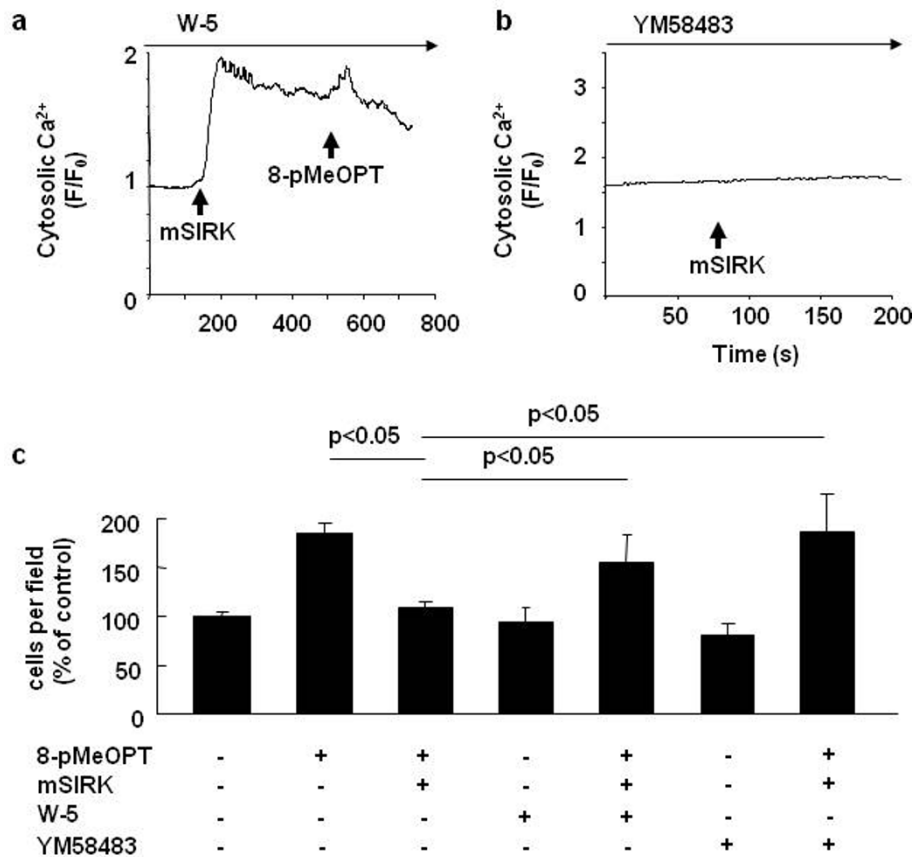 a
W-5
2
1
0
Cytosolic Ca²⁺
(F/F₀)
mSIRK
8-pMeOPT
200 400 600 800
b
YM58483
3
2
1
0
Cytosolic Ca²⁺
(F/F₀)
mSIRK
50 100 150 200
Time (s)
c
p<0.05
p<0.05
p<0.05
cells per field
(% of control)
200
150
100
50
0
8-pMeOPT - + + - + - +
mSIRK - - + - + - +
W-5 - - - + + - -
YM58483 - - - - - + +